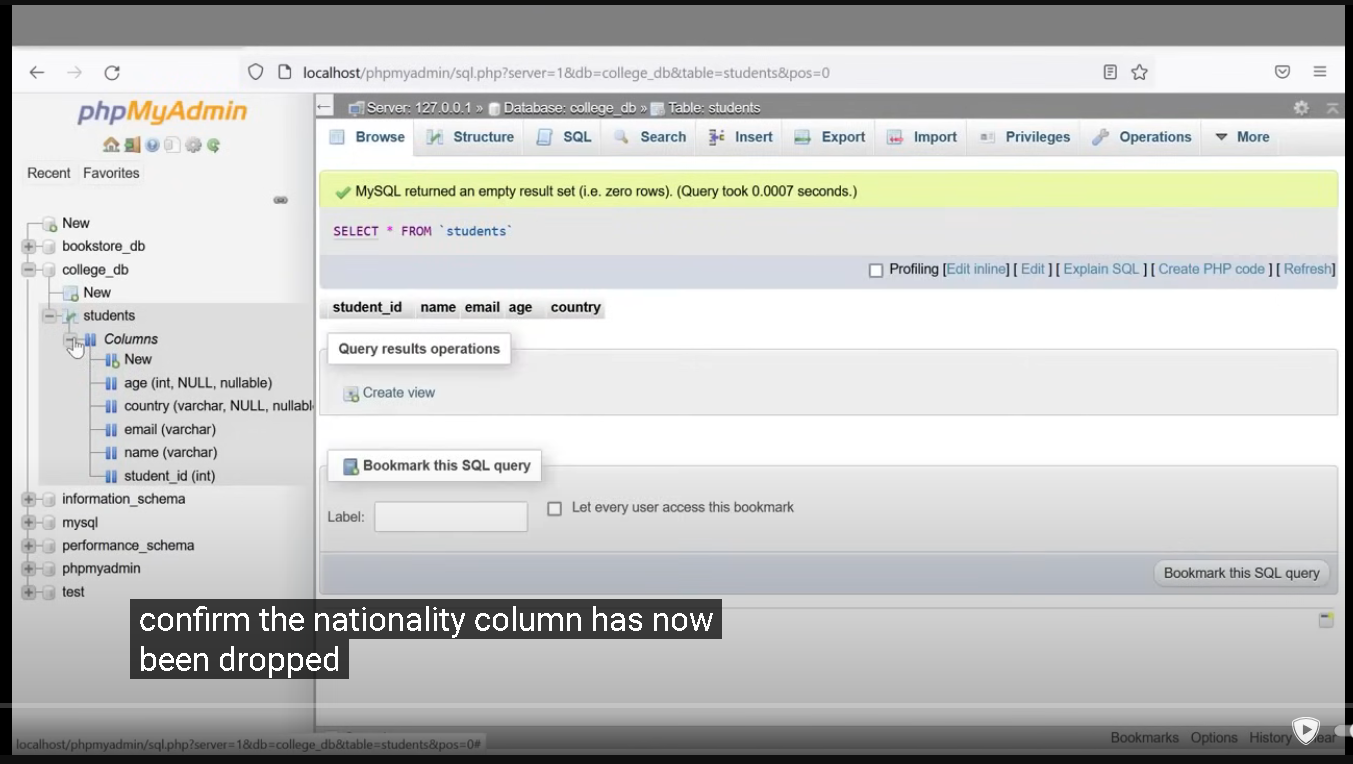 localhost/phpmyadmin/sql.php?server=1&db=college_db&table=students&pos=0
phpMyAdmin
Recent Favorites
New
bookstore_db
college_db
New
students
Columns
New
age (int, NULL, nullable)
country (varchar, NULL, nullabl
email (varchar)
name (varchar)
student_id (int)
information_schema
mysql
performance_schema
phpmyadmin
test
Server: 127.0.0.1 » Database: college_db » Table: students
Browse Structure SQL Search Insert Export Import Privileges Operations More
MySQL returned an empty result set (i.e. zero rows). (Query took 0.0007 seconds.)
SELECT * FROM `students`
Profiling [Edit inline] [ Edit ] [ Explain SQL ] [ Create PHP code ] [ Refresh]
student_id name email age country
Query results operations
Create view
Bookmark this SQL query
Label: Let every user access this bookmark
Bookmark this SQL query
confirm the nationality column has now
been dropped
localhost/phpmyadmin/sql.php?server=1&db=college_db&table=students&pos=0#
Bookmarks Options History